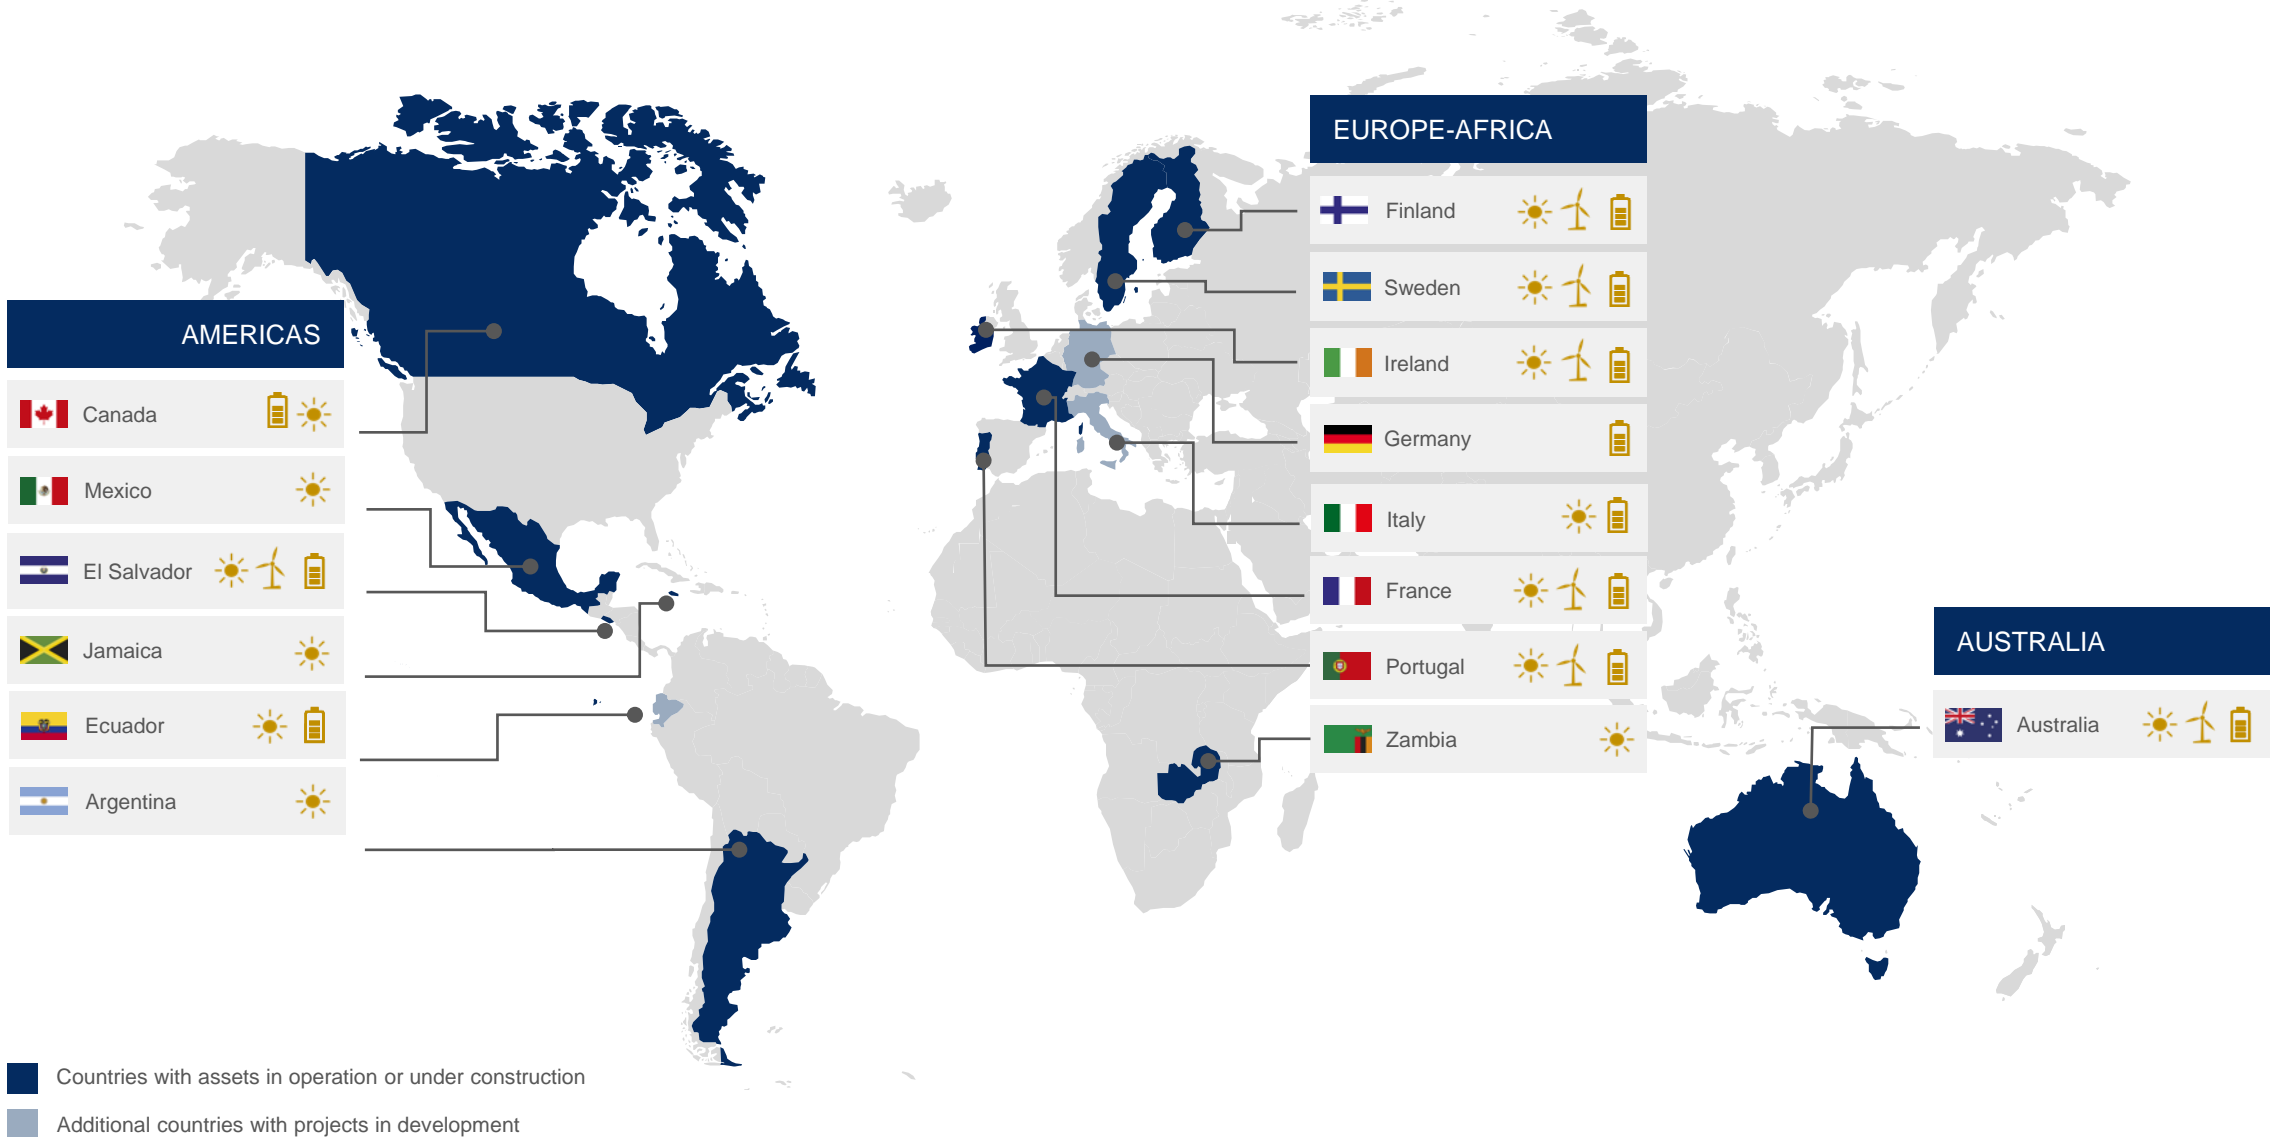 AMERICAS
Canada
Mexico
El Salvador
Jamaica
Ecuador
Argentina
EUROPE-AFRICA
Finland
Sweden
Ireland
Germany
Italy
France
Portugal
Zambia
AUSTRALIA
Australia
Countries with assets in operation or under construction
Additional countries with projects in development